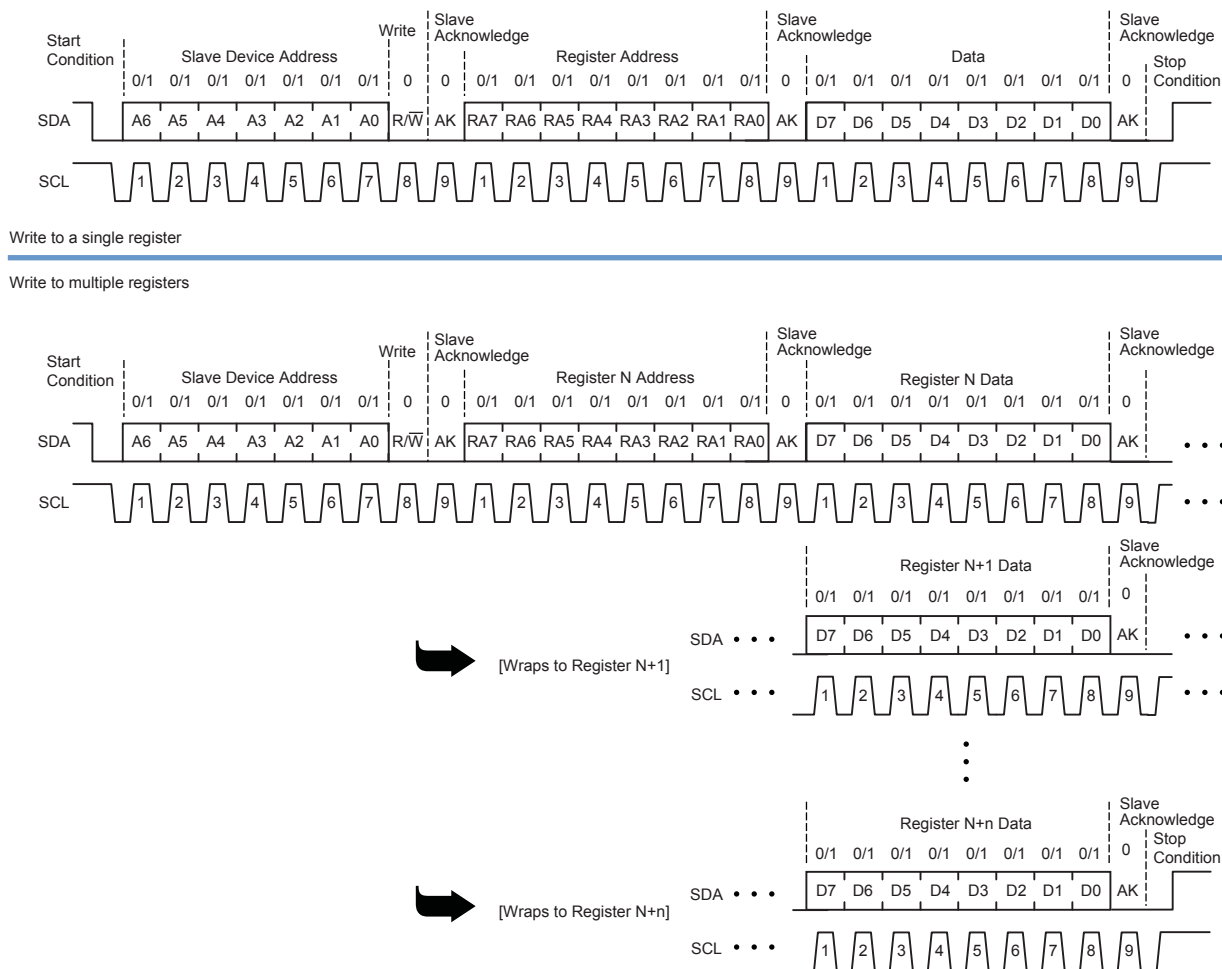 Start Condition
Slave Device Address
Write
Slave Acknowledge
Register Address
Slave Acknowledge
Data
Slave Acknowledge
Stop Condition
0/1 0/1 0/1 0/1 0/1 0/1 0/1 0 0 0/1 0/1 0/1 0/1 0/1 0/1 0/1 0/1 0 0/1 0/1 0/1 0/1 0/1 0/1 0/1 0/1 0
SDA A6 A5 A4 A3 A2 A1 A0 R/W̅ AK RA7 RA6 RA5 RA4 RA3 RA2 RA1 RA0 AK D7 D6 D5 D4 D3 D2 D1 D0 AK
SCL 1 2 3 4 5 6 7 8 9 1 2 3 4 5 6 7 8 9 1 2 3 4 5 6 7 8 9
Write to a single register
Write to multiple registers
Start Condition
Slave Device Address
Write
Slave Acknowledge
Register N Address
Slave Acknowledge
Register N Data
Slave Acknowledge
0/1 0/1 0/1 0/1 0/1 0/1 0/1 0 0 0/1 0/1 0/1 0/1 0/1 0/1 0/1 0/1 0 0/1 0/1 0/1 0/1 0/1 0/1 0/1 0/1 0
SDA A6 A5 A4 A3 A2 A1 A0 R/W̅ AK RA7 RA6 RA5 RA4 RA3 RA2 RA1 RA0 AK D7 D6 D5 D4 D3 D2 D1 D0 AK • • •
SCL 1 2 3 4 5 6 7 8 9 1 2 3 4 5 6 7 8 9 1 2 3 4 5 6 7 8 9 • • •
Register N+1 Data
Slave Acknowledge
0/1 0/1 0/1 0/1 0/1 0/1 0/1 0/1 0
SDA • • • D7 D6 D5 D4 D3 D2 D1 D0 AK • • •
[Wraps to Register N+1]
SCL • • • 1 2 3 4 5 6 7 8 9 • • •
Register N+n Data
Slave Acknowledge
Stop Condition
0/1 0/1 0/1 0/1 0/1 0/1 0/1 0/1 0
SDA • • • D7 D6 D5 D4 D3 D2 D1 D0 AK
[Wraps to Register N+n]
SCL • • • 1 2 3 4 5 6 7 8 9